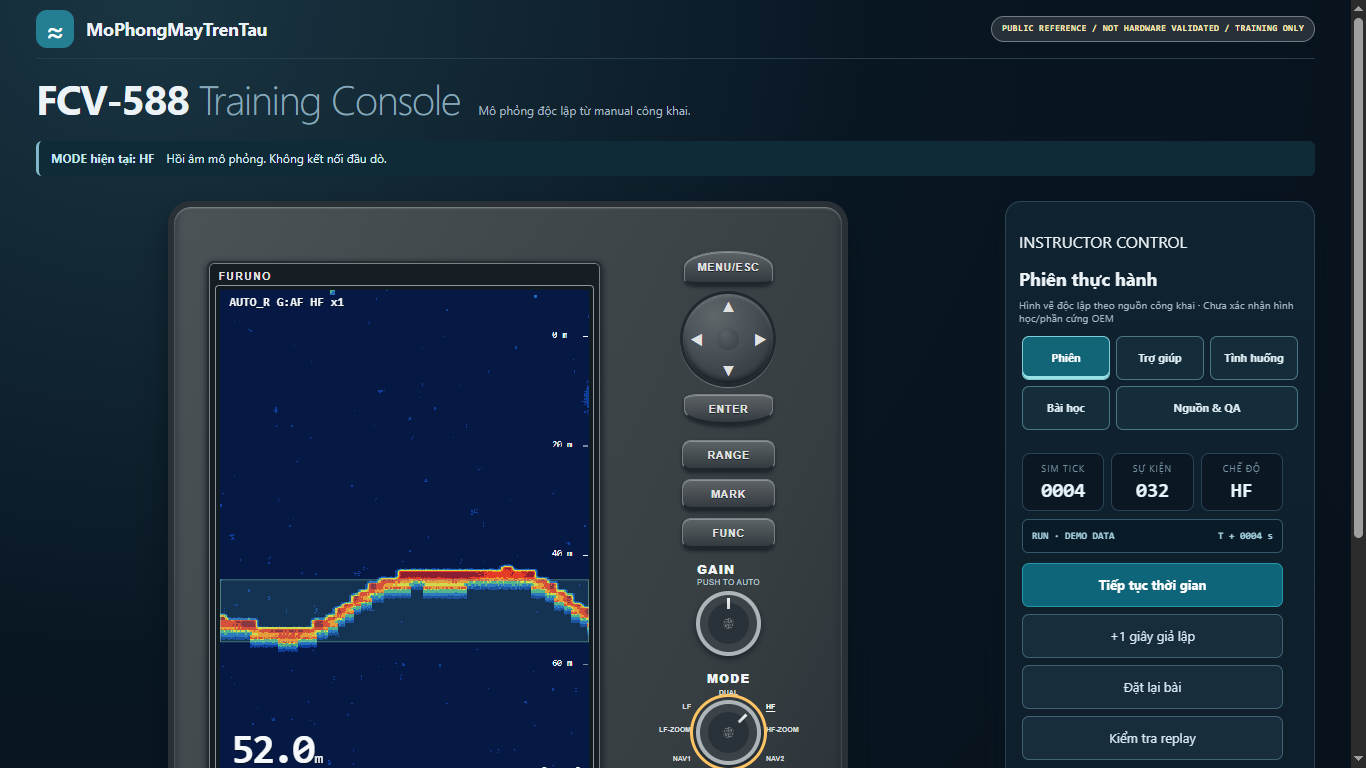 ≈ MoPhongMayTrenTau
PUBLIC REFERENCE / NOT HARDWARE VALIDATED / TRAINING ONLY
FCV-588 Training Console Mô phỏng độc lập từ manual công khai.
MODE hiện tại: HF Hồi âm mô phỏng. Không kết nối đầu dò.
FURUNO
AUTO_R G:AF HF x1
0 m
20 m
40 m
60 m
52.0m
MENU/ESC
ENTER
RANGE
MARK
FUNC
GAIN
PUSH TO AUTO
MODE
DUAL
LF HF
LF-ZOOM HF-ZOOM
NAV1 NAV2
INSTRUCTOR CONTROL
Phiên thực hành
Hình vẽ độc lập theo nguồn công khai · Chưa xác nhận hình
học/phần cứng OEM
Phiên Trợ giúp Tình huống
Bài học Nguồn & QA
SIM TICK SỰ KIỆN CHẾ ĐỘ
0004 032 HF
RUN · DEMO DATA T + 0004 s
Tiếp tục thời gian
+1 giây giả lập
Đặt lại bài
Kiểm tra replay